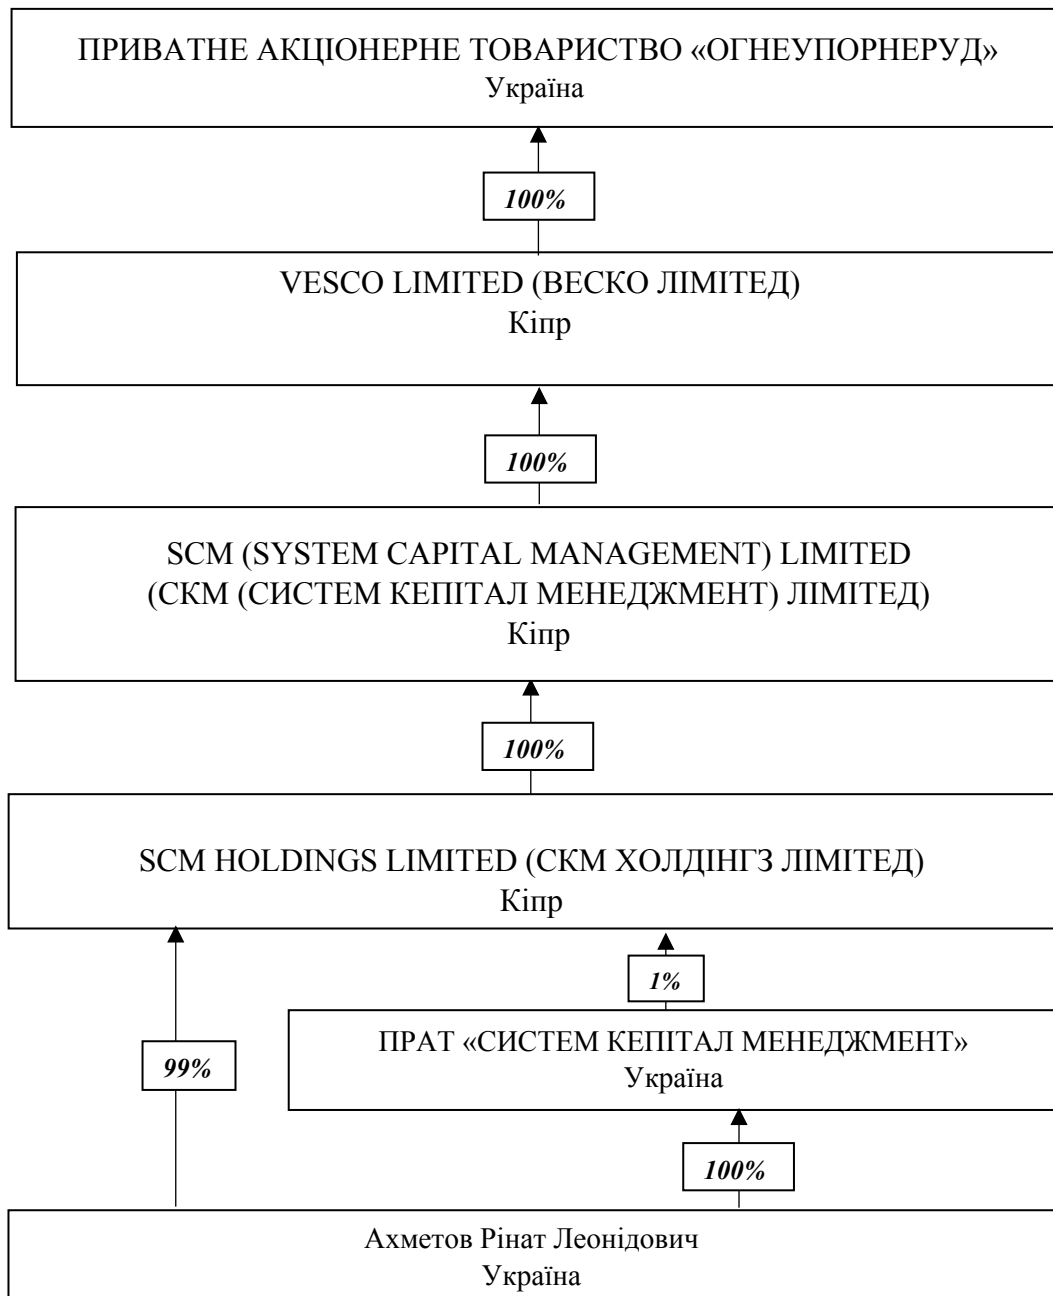 ПРИВАТНЕ АКЦІОНЕРНЕ ТОВАРИСТВО «ОГНЕУПОРНЕРУД»
Україна
100%
VESCO LIMITED (ВЕСКО ЛІМІТЕД)
Кіпр
100%
SCM (SYSTEM CAPITAL MANAGEMENT) LIMITED
(СКМ (СИСТЕМ КЕПІТАЛ МЕНЕДЖМЕНТ) ЛІМІТЕД)
Кіпр
100%
SCM HOLDINGS LIMITED (СКМ ХОЛДІНГЗ ЛІМІТЕД)
Кіпр
1%
ПРАТ «СИСТЕМ КЕПІТАЛ МЕНЕДЖМЕНТ»
Україна
99%
100%
Ахметов Рінат Леонідович
Україна